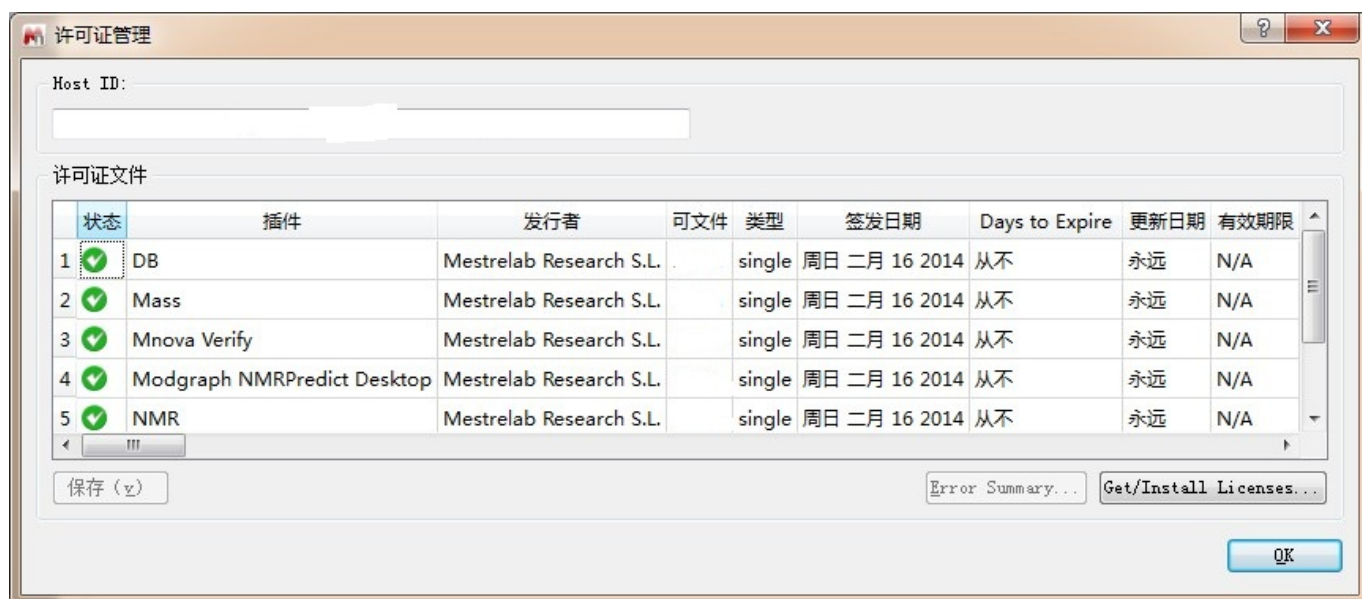 许可证管理
Host ID:
许可证文件
状态 插件 发行者 可文件 类型 签发日期 Days to Expire 更新日期 有效期限
1 DB Mestrelab Research S.L. single 周日 二月 16 2014 从不 永远 N/A
2 Mass Mestrelab Research S.L. single 周日 二月 16 2014 从不 永远 N/A
3 Mnova Verify Mestrelab Research S.L. single 周日 二月 16 2014 从不 永远 N/A
4 Modgraph NMRPredict Desktop Mestrelab Research S.L. single 周日 二月 16 2014 从不 永远 N/A
5 NMR Mestrelab Research S.L. single 周日 二月 16 2014 从不 永远 N/A
保存 (v) Error Summary... Get/Install Licenses...
OK